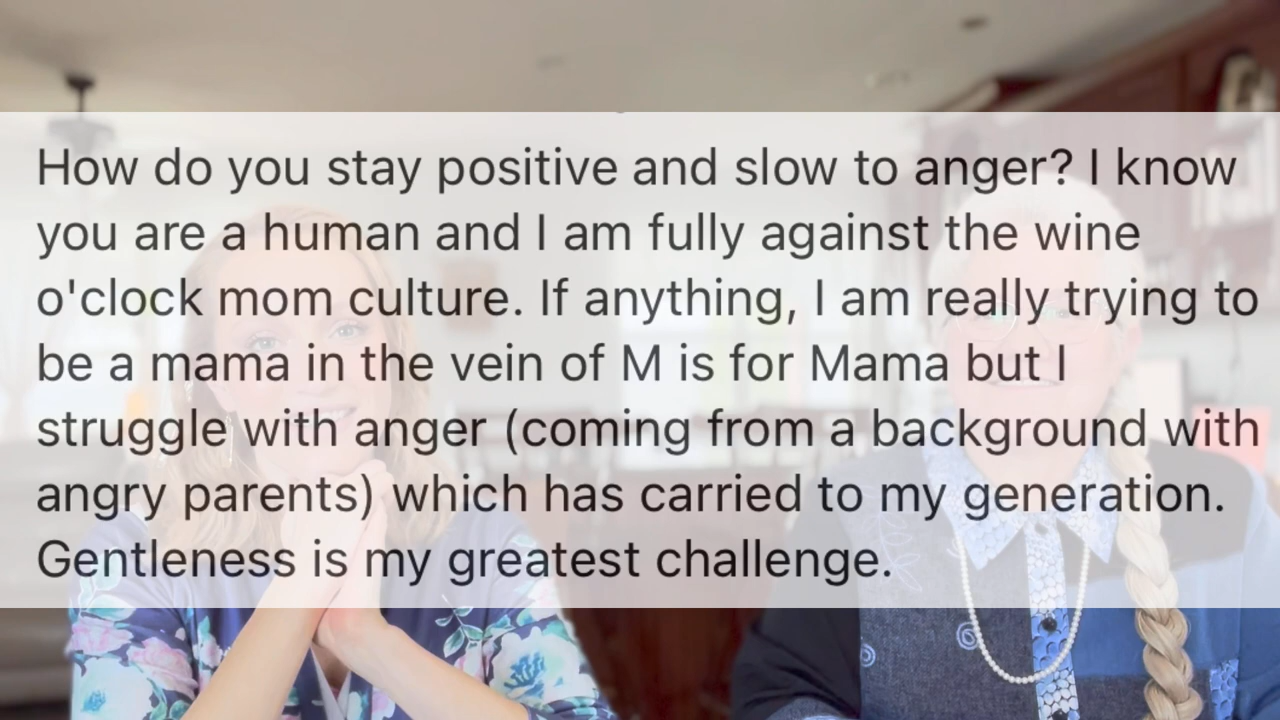 How do you stay positive and slow to anger? I know
you are a human and I am fully against the wine
o'clock mom culture. If anything, I am really trying to
be a mama in the vein of M is for Mama but I
struggle with anger (coming from a background with
angry parents) which has carried to my generation.
Gentleness is my greatest challenge.